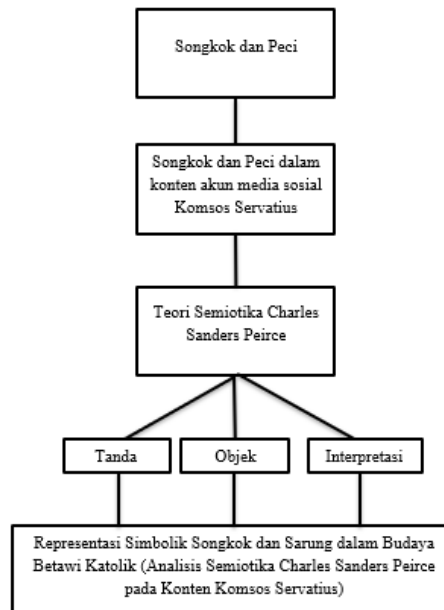 Songkok dan Peci
Songkok dan Peci dalam
konten akun media sosial
Komsos Servatius
Teori Semiotika Charles
Sanders Peirce
Tanda
Objek
Interpretasi
Representasi Simbolik Songkok dan Sarung dalam Budaya
Betawi Katolik (Analisis Semiotika Charles Sanders Peirce
pada Konten Komsos Servatius)